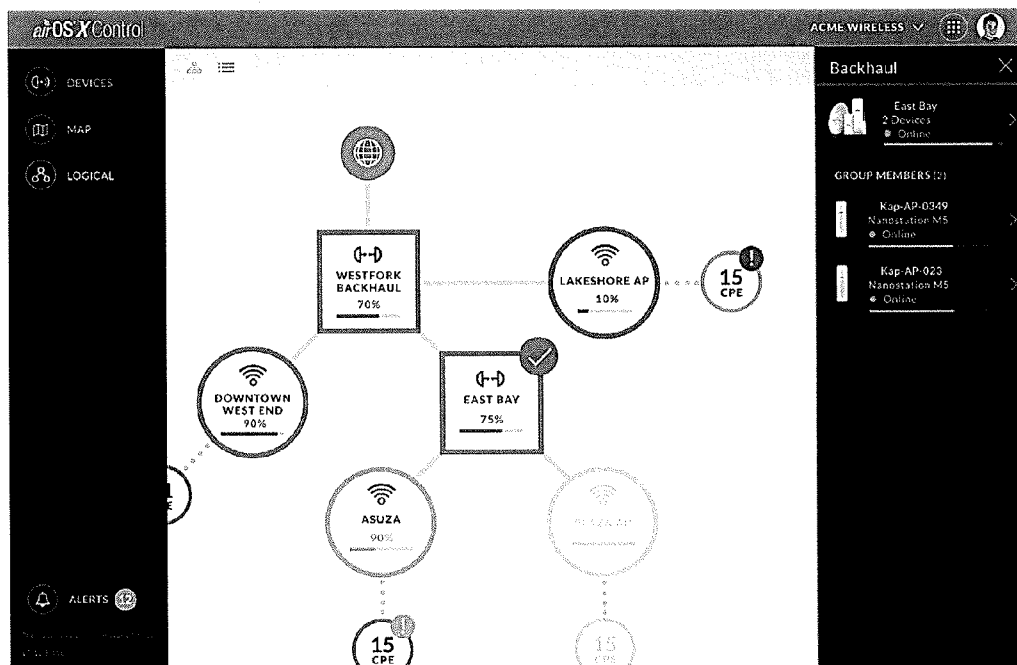 airOS X Control
ACME WIRELESS
DEVICES
MAP
LOGICAL
ALERTS
WESTFORK
BACKHAUL
70%
LAKESHORE AP
10%
15
CPE
DOWNTOWN
WEST END
90%
EAST BAY
75%
ASUZA
90%
15
CPE
15
CPE
Backhaul
East Bay
2 Devices
Online
GROUP MEMBERS (2)
Kap-AP-0349
Nanostation M5
Online
Kap-AP-023
Nanostation M5
Online